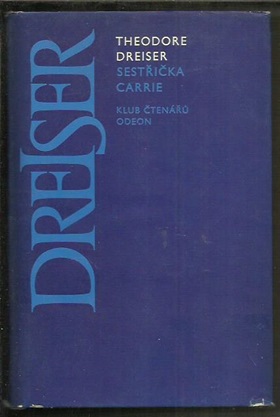 THEODORE
DREISER
SESTŘIČKA
CARRIE
KLUB ČTENÁŘŮ
ODEON
DREISER